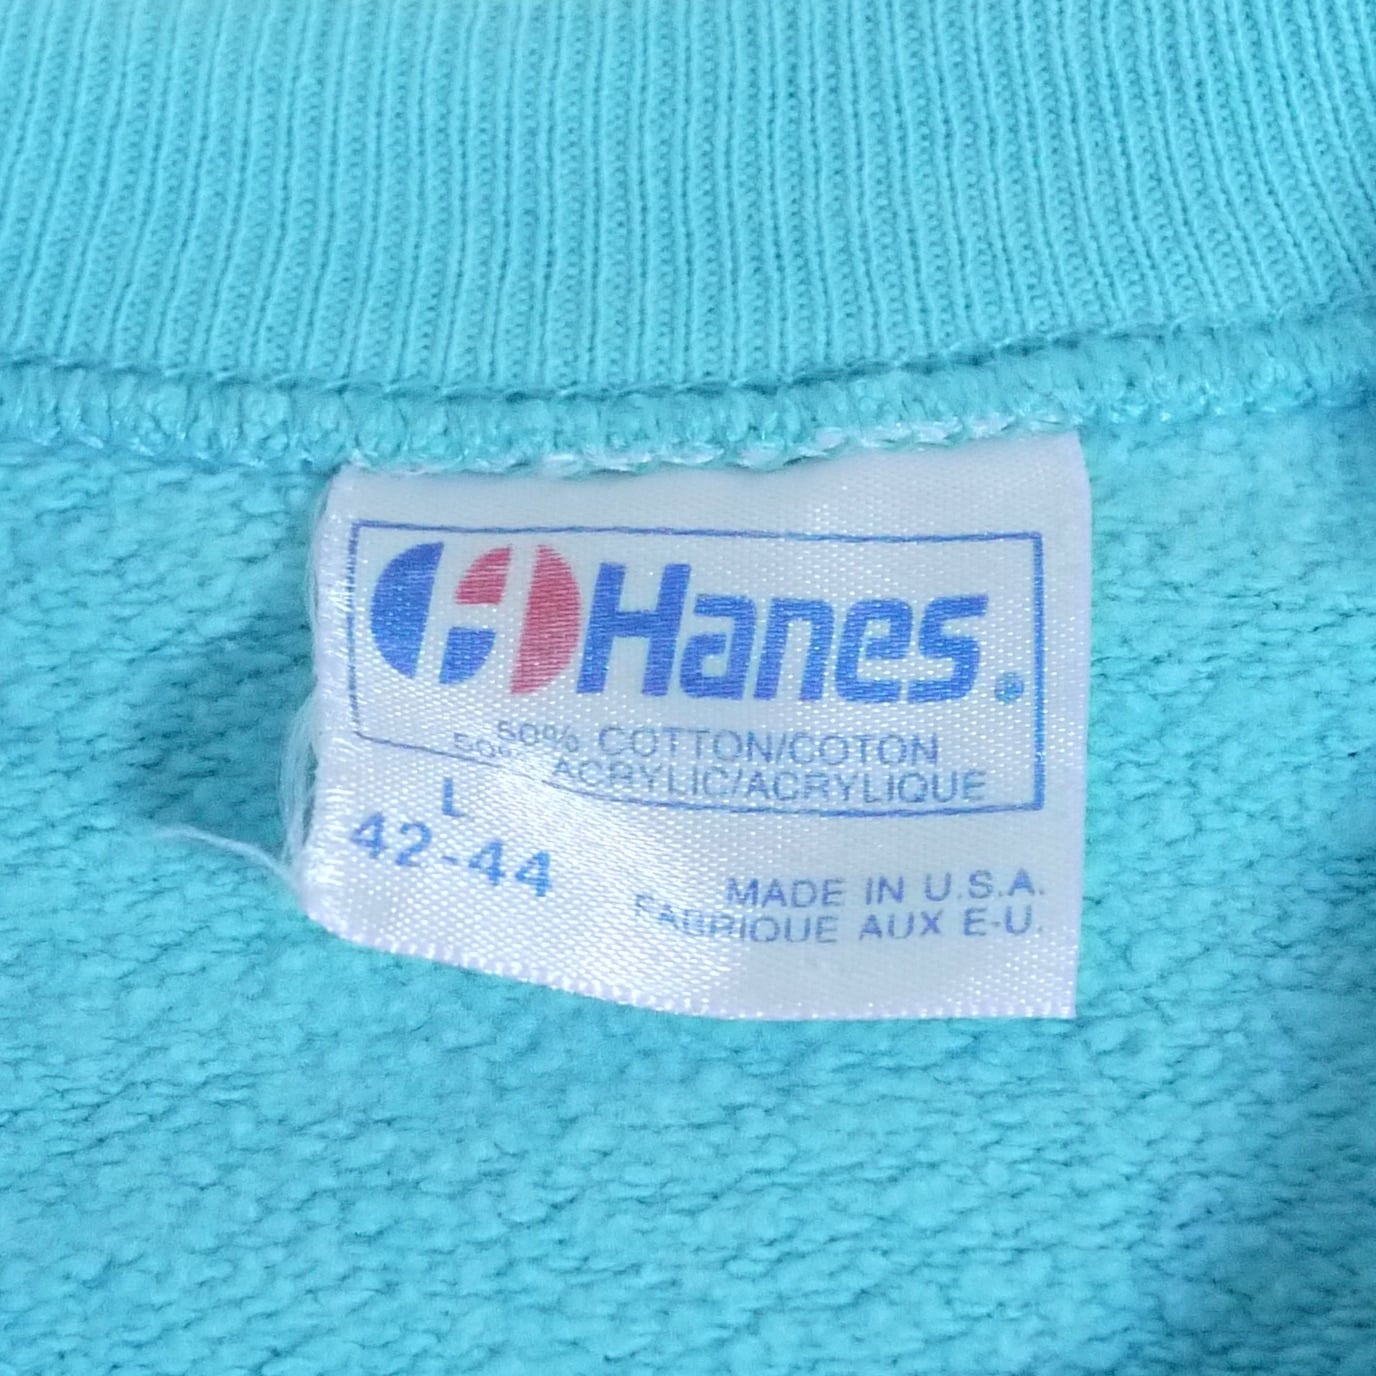 Hanes®
50% COTTON/COTON
50% ACRYLIC/ACRYLIQUE
L
42-44
MADE IN U.S.A.
FABRIQUE AUX E-U.